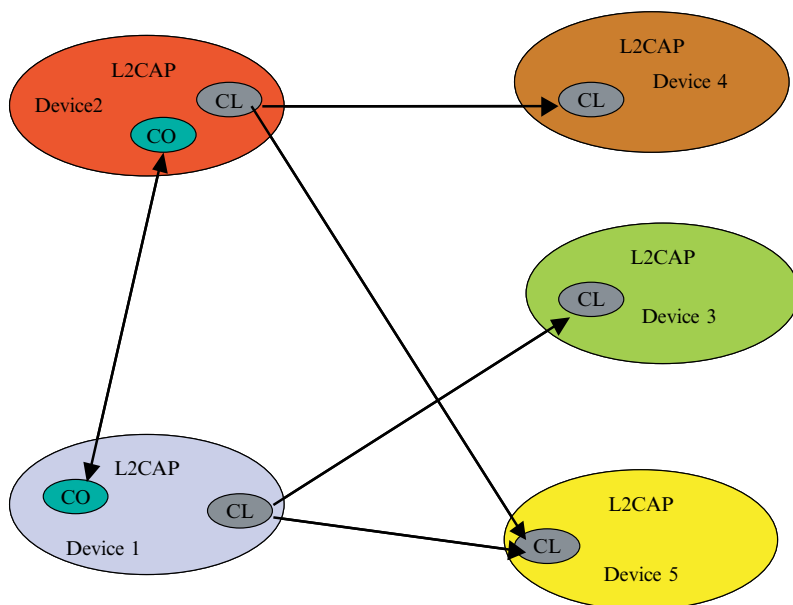 L2CAP
Device2
CL
CO
L2CAP
Device 4
CL
L2CAP
CL
Device 3
L2CAP
CO
CL
Device 1
L2CAP
CL
Device 5